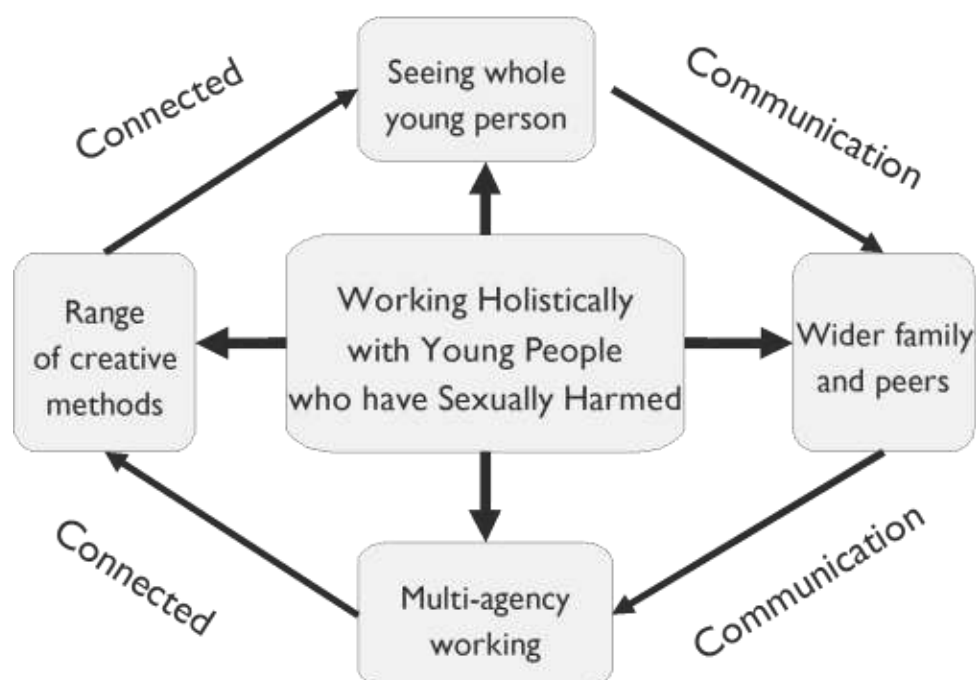 Connected
Seeing whole
young person
Communication
Range
of creative
methods
Working Holistically
with Young People
who have Sexually Harmed
Wider family
and peers
Connected
Multi-agency
working
Communication